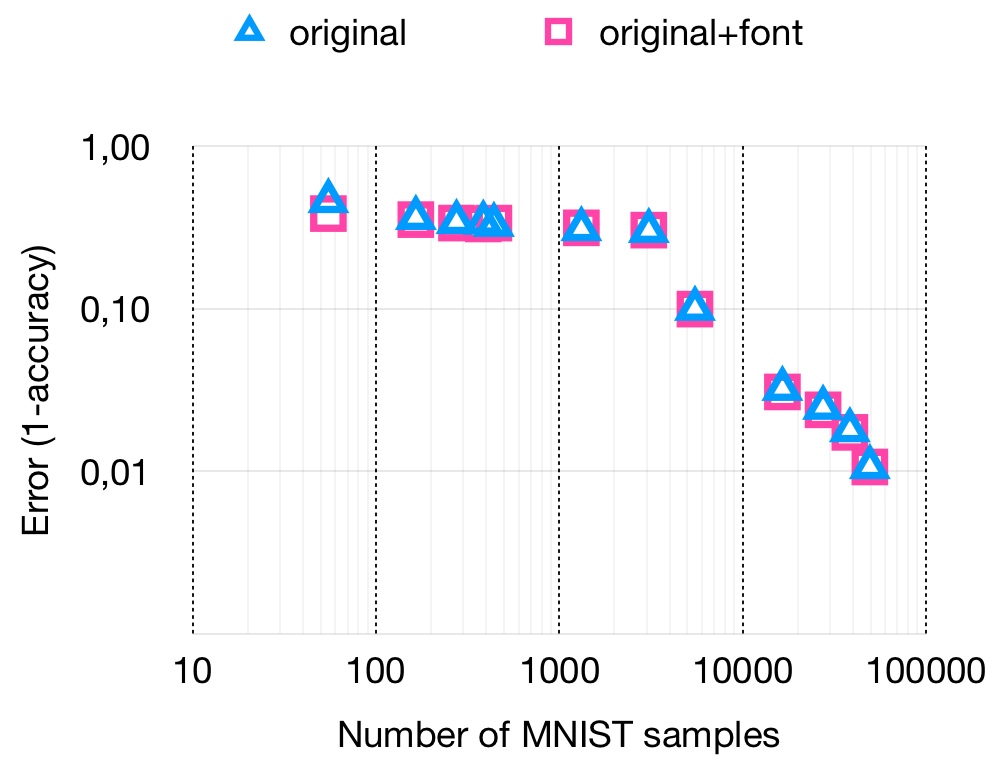 original original+font
1,00
0,10
0,01
Error (1-accuracy)
10 100 1000 10000 100000
Number of MNIST samples